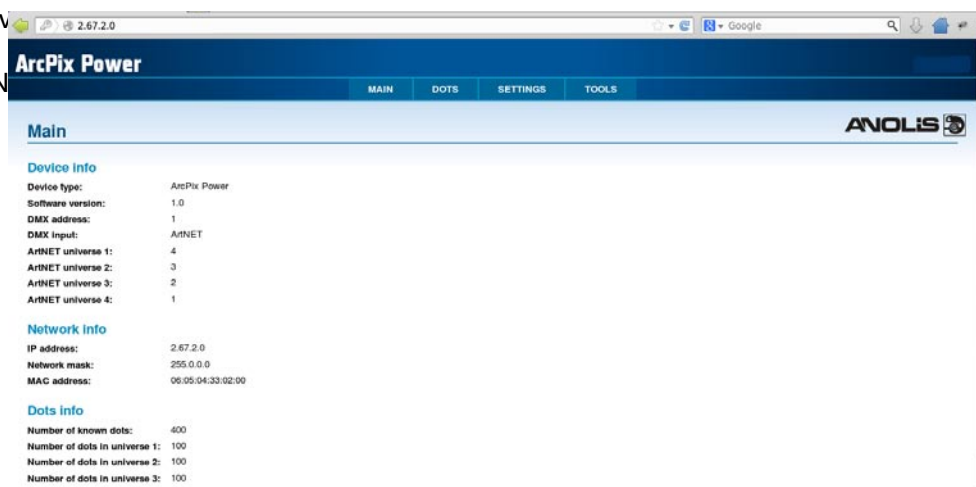 2.67.2.0
Google
ArcPix Power
MAIN DOTS SETTINGS TOOLS
Main
ANOLiS
Device info
Device type: ArcPix Power
Software version: 1.0
DMX address: 1
DMX input: ArtNET
ArtNET universe 1: 4
ArtNET universe 2: 3
ArtNET universe 3: 2
ArtNET universe 4: 1
Network info
IP address: 2.67.2.0
Network mask: 255.0.0.0
MAC address: 06:05:04:33:02:00
Dots info
Number of known dots: 400
Number of dots in universe 1: 100
Number of dots in universe 2: 100
Number of dots in universe 3: 100